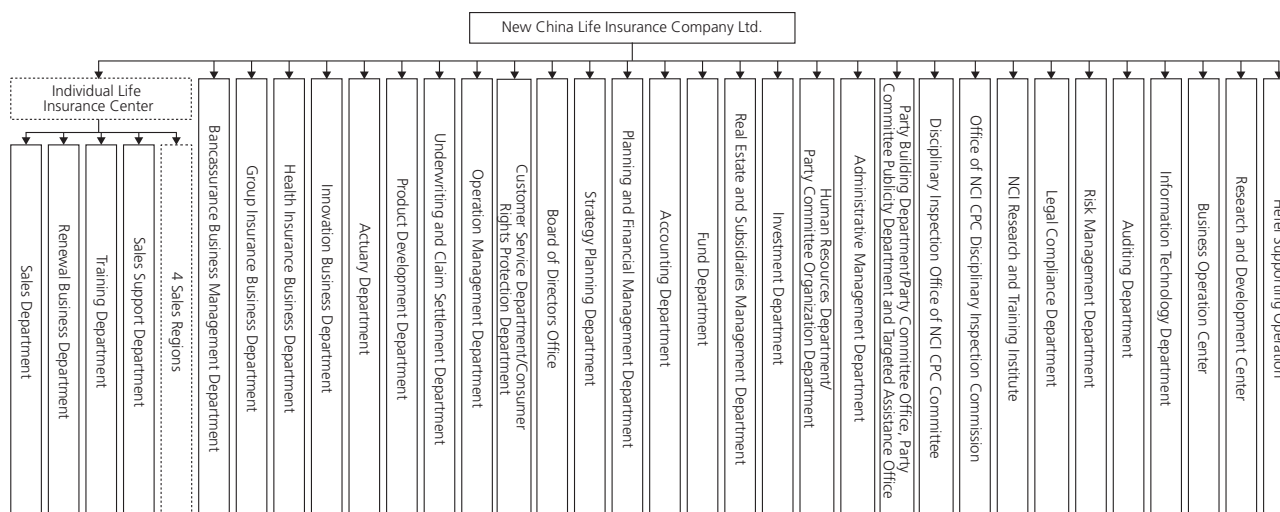 New China Life Insurance Company Ltd.
Individual Life
Insurance Center
Sales Department
Renewal Business Department
Training Department
Sales Support Department
4 Sales Regions
Bancassurance Business Management Department
Group Insurance Business Department
Health Insurance Business Department
Innovation Business Department
Actuary Department
Product Development Department
Underwriting and Claim Settlement Department
Operation Management Department
Customer Service Department/Consumer
Rights Protection Department
Board of Directors Office
Strategy Planning Department
Planning and Financial Management Department
Accounting Department
Fund Department
Real Estate and Subsidiaries Management Department
Investment Department
Human Resources Department/
Party Committee Organization Department
Administrative Management Department
Party Building Department/Party Committee Office, Party
Committee Publicity Department and Targeted Assistance Office
Disciplinary Inspection Office of NCI CPC Committee
Office of NCI CPC Disciplinary Inspection Commission
NCI Research and Training Institute
Legal Compliance Department
Risk Management Department
Auditing Department
Information Technology Department
Business Operation Center
Research and Development Center
Hefei Supporting Operation